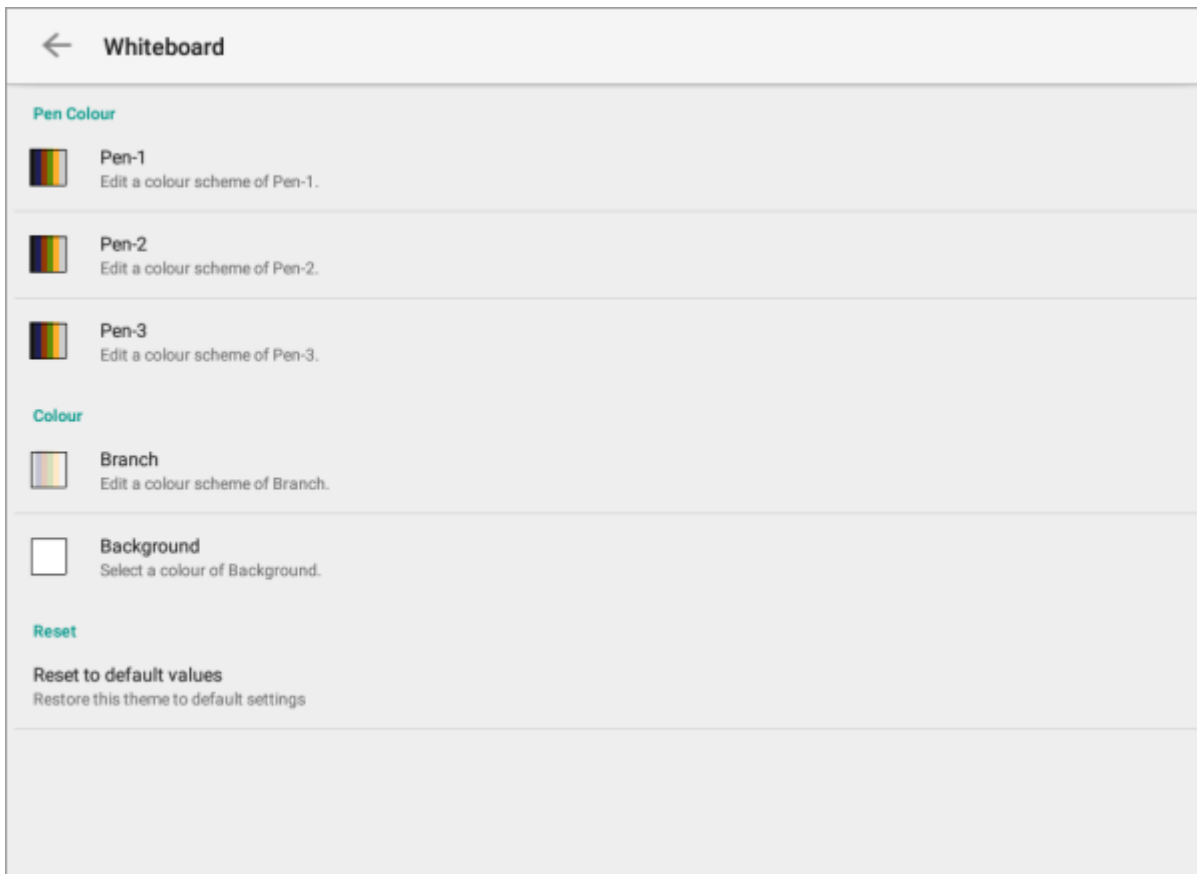 Whiteboard
Pen Colour
Pen-1
Edit a colour scheme of Pen-1.
Pen-2
Edit a colour scheme of Pen-2.
Pen-3
Edit a colour scheme of Pen-3.
Colour
Branch
Edit a colour scheme of Branch.
Background
Select a colour of Background.
Reset
Reset to default values
Restore this theme to default settings